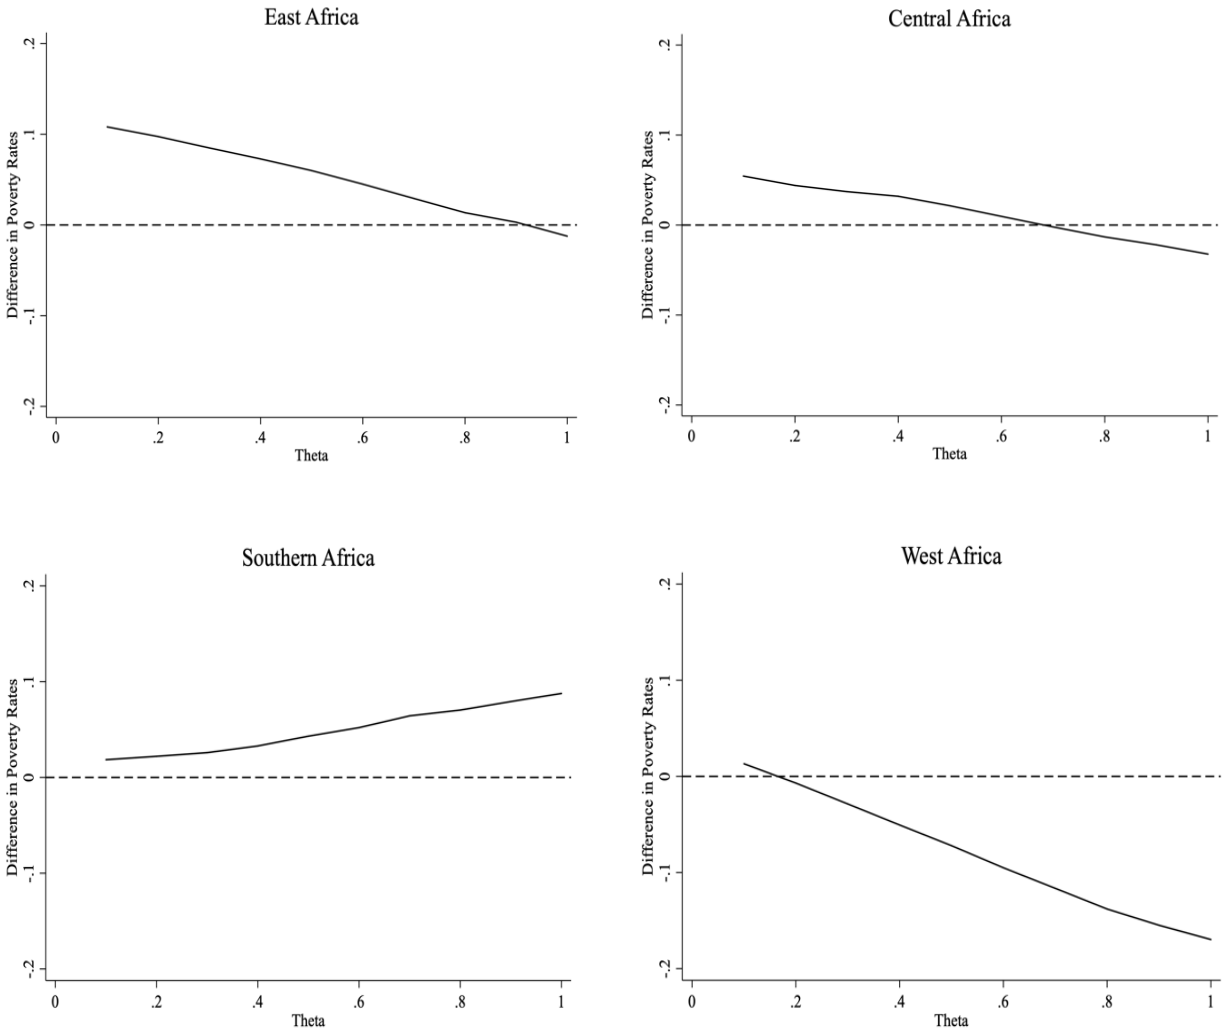 East Africa
Difference in Poverty Rates
.2
.1
0
-.1
-.2
0 .2 .4 .6 .8 1
Theta
Central Africa
Difference in Poverty Rates
.2
.1
0
-.1
-.2
0 .2 .4 .6 .8 1
Theta
Southern Africa
Difference in Poverty Rates
.2
.1
0
-.1
-.2
0 .2 .4 .6 .8 1
Theta
West Africa
Difference in Poverty Rates
.2
.1
0
-.1
-.2
0 .2 .4 .6 .8 1
Theta